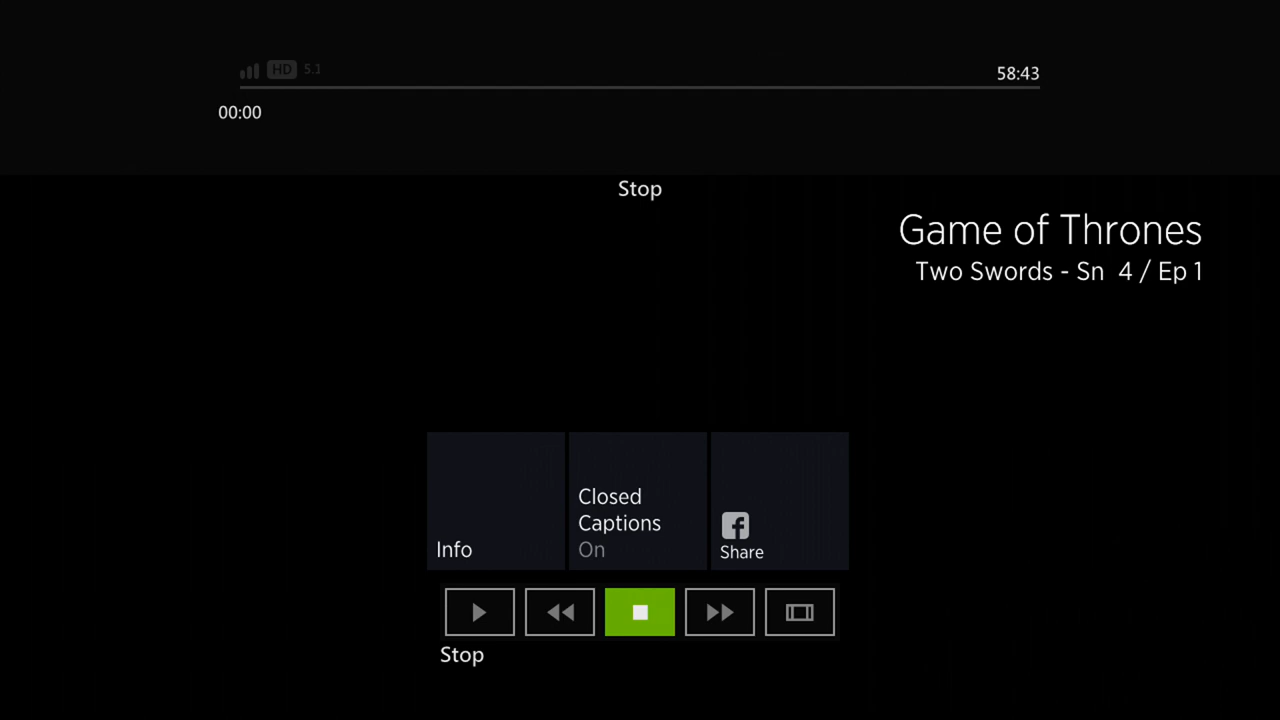 HD 5.1
58:43
00:00
Stop
Game of Thrones
Two Swords - Sn 4 / Ep 1
Info
Closed
Captions
On
Share
Stop